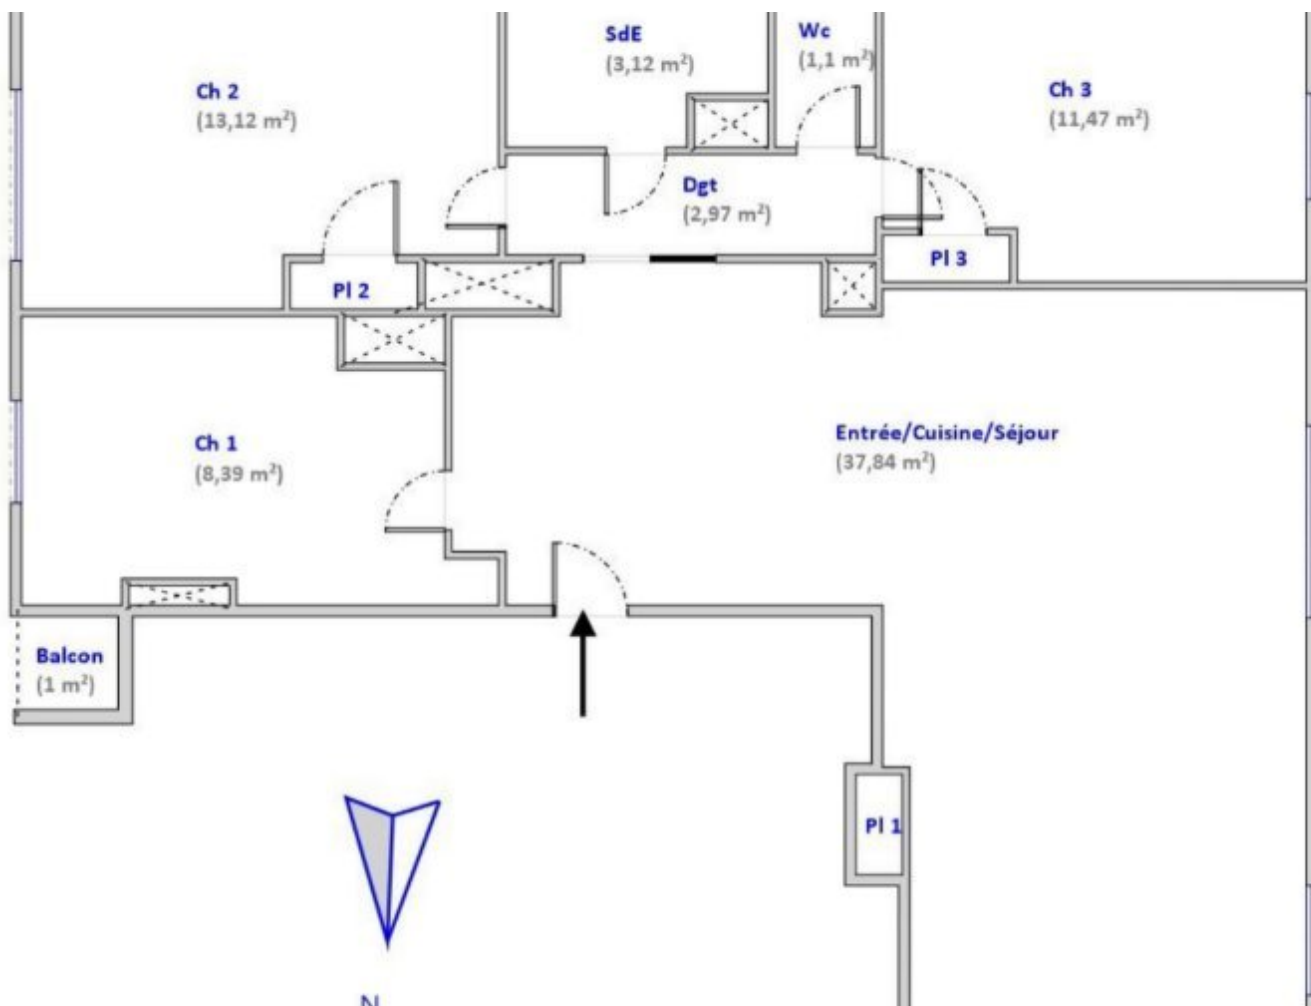 SdE
(3,12 m²)
Wc
(1,1 m²)
Ch 2
(13,12 m²)
Ch 3
(11,47 m²)
Dgt
(2,97 m²)
Pl 3
Pl 2
Entrée/Cuisine/Séjour
(37,84 m²)
Ch 1
(8,39 m²)
Balcon
(1 m²)
Pl 1
N